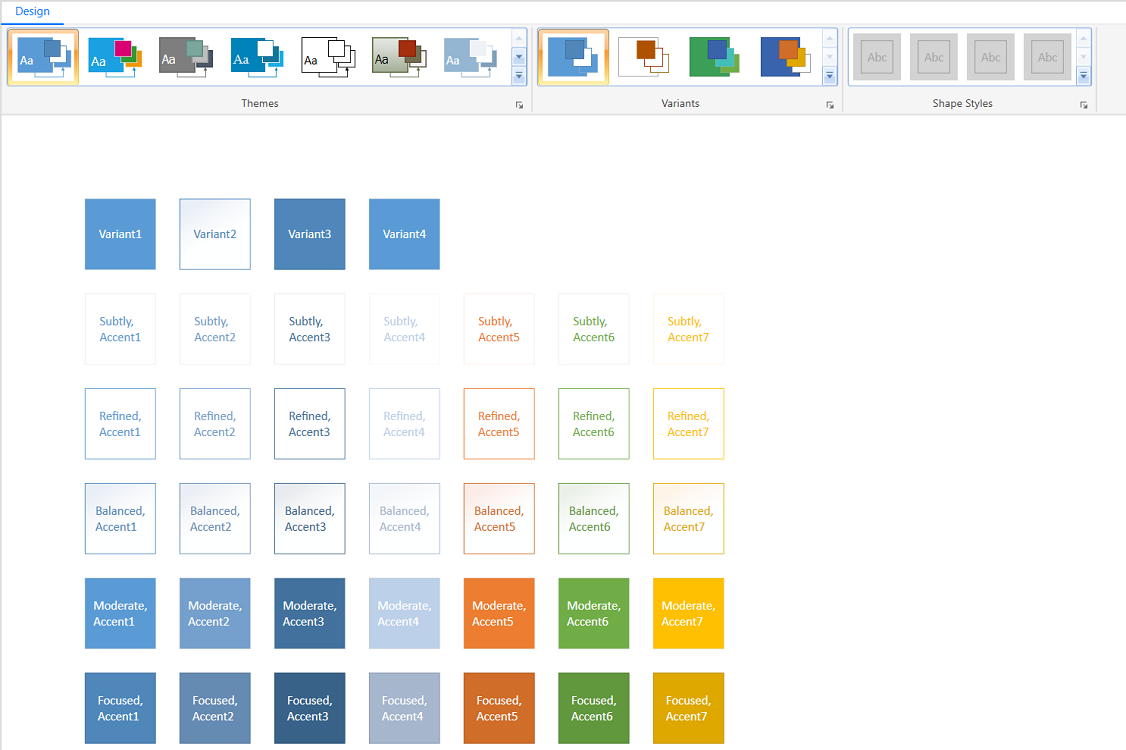 Design
Aa Aa Aa Aa Aa Aa Aa
Abc Abc Abc Abc
Themes Variants Shape Styles
Variant1 Variant2 Variant3 Variant4
Subtly, Subtly, Subtly, Subtly, Subtly, Subtly, Subtly,
Accent1 Accent2 Accent3 Accent4 Accent5 Accent6 Accent7
Refined, Refined, Refined, Refined, Refined, Refined, Refined,
Accent1 Accent2 Accent3 Accent4 Accent5 Accent6 Accent7
Balanced, Balanced, Balanced, Balanced, Balanced, Balanced, Balanced,
Accent1 Accent2 Accent3 Accent4 Accent5 Accent6 Accent7
Moderate, Moderate, Moderate, Moderate, Moderate, Moderate, Moderate,
Accent1 Accent2 Accent3 Accent4 Accent5 Accent6 Accent7
Focused, Focused, Focused, Focused, Focused, Focused, Focused,
Accent1 Accent2 Accent3 Accent4 Accent5 Accent6 Accent7